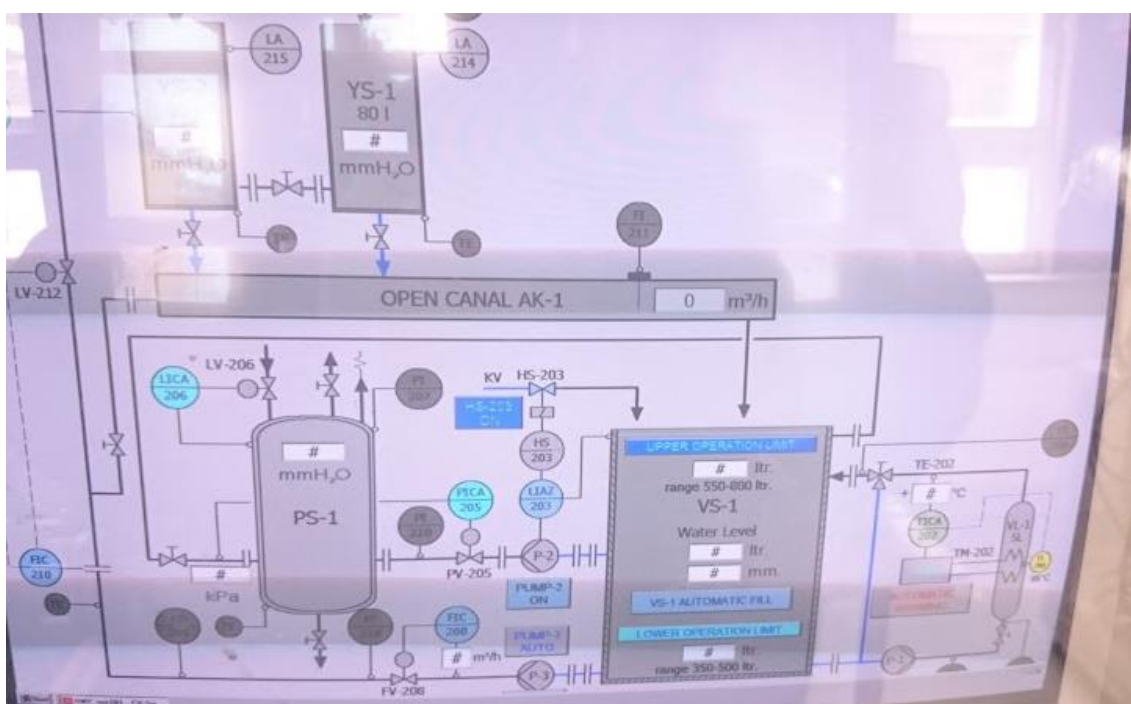 LA
215
LA
214
YS-1
80 l
#
mmH₂O
#
mmH₂O
TE
FI
211
LV-212
OPEN CANAL AK-1
0 m³/h
LV-206
LICA
206
PI
207
KV
HS-203
HS-203
ON
HS
203
#
mmH₂O
PS-1
PICA
205
LIAZ
203
UPPER OPERATION LIMIT
# ltr.
range 550-800 ltr.
VS-1
Water Level
# ltr.
# mm.
VS-1 AUTOMATIC FILL
LOWER OPERATION LIMIT
# ltr.
range 350-500 ltr.
TE-202
+ # °C
TICA
202
VL-1
5L
TM-202
AUTOMATIC
P-2
PV-205
PUMP-2
ON
FIC
210
#
kPa
FIC
208
# m³/h
PUMP-3
AUTO
P-3
FV-208
P-1